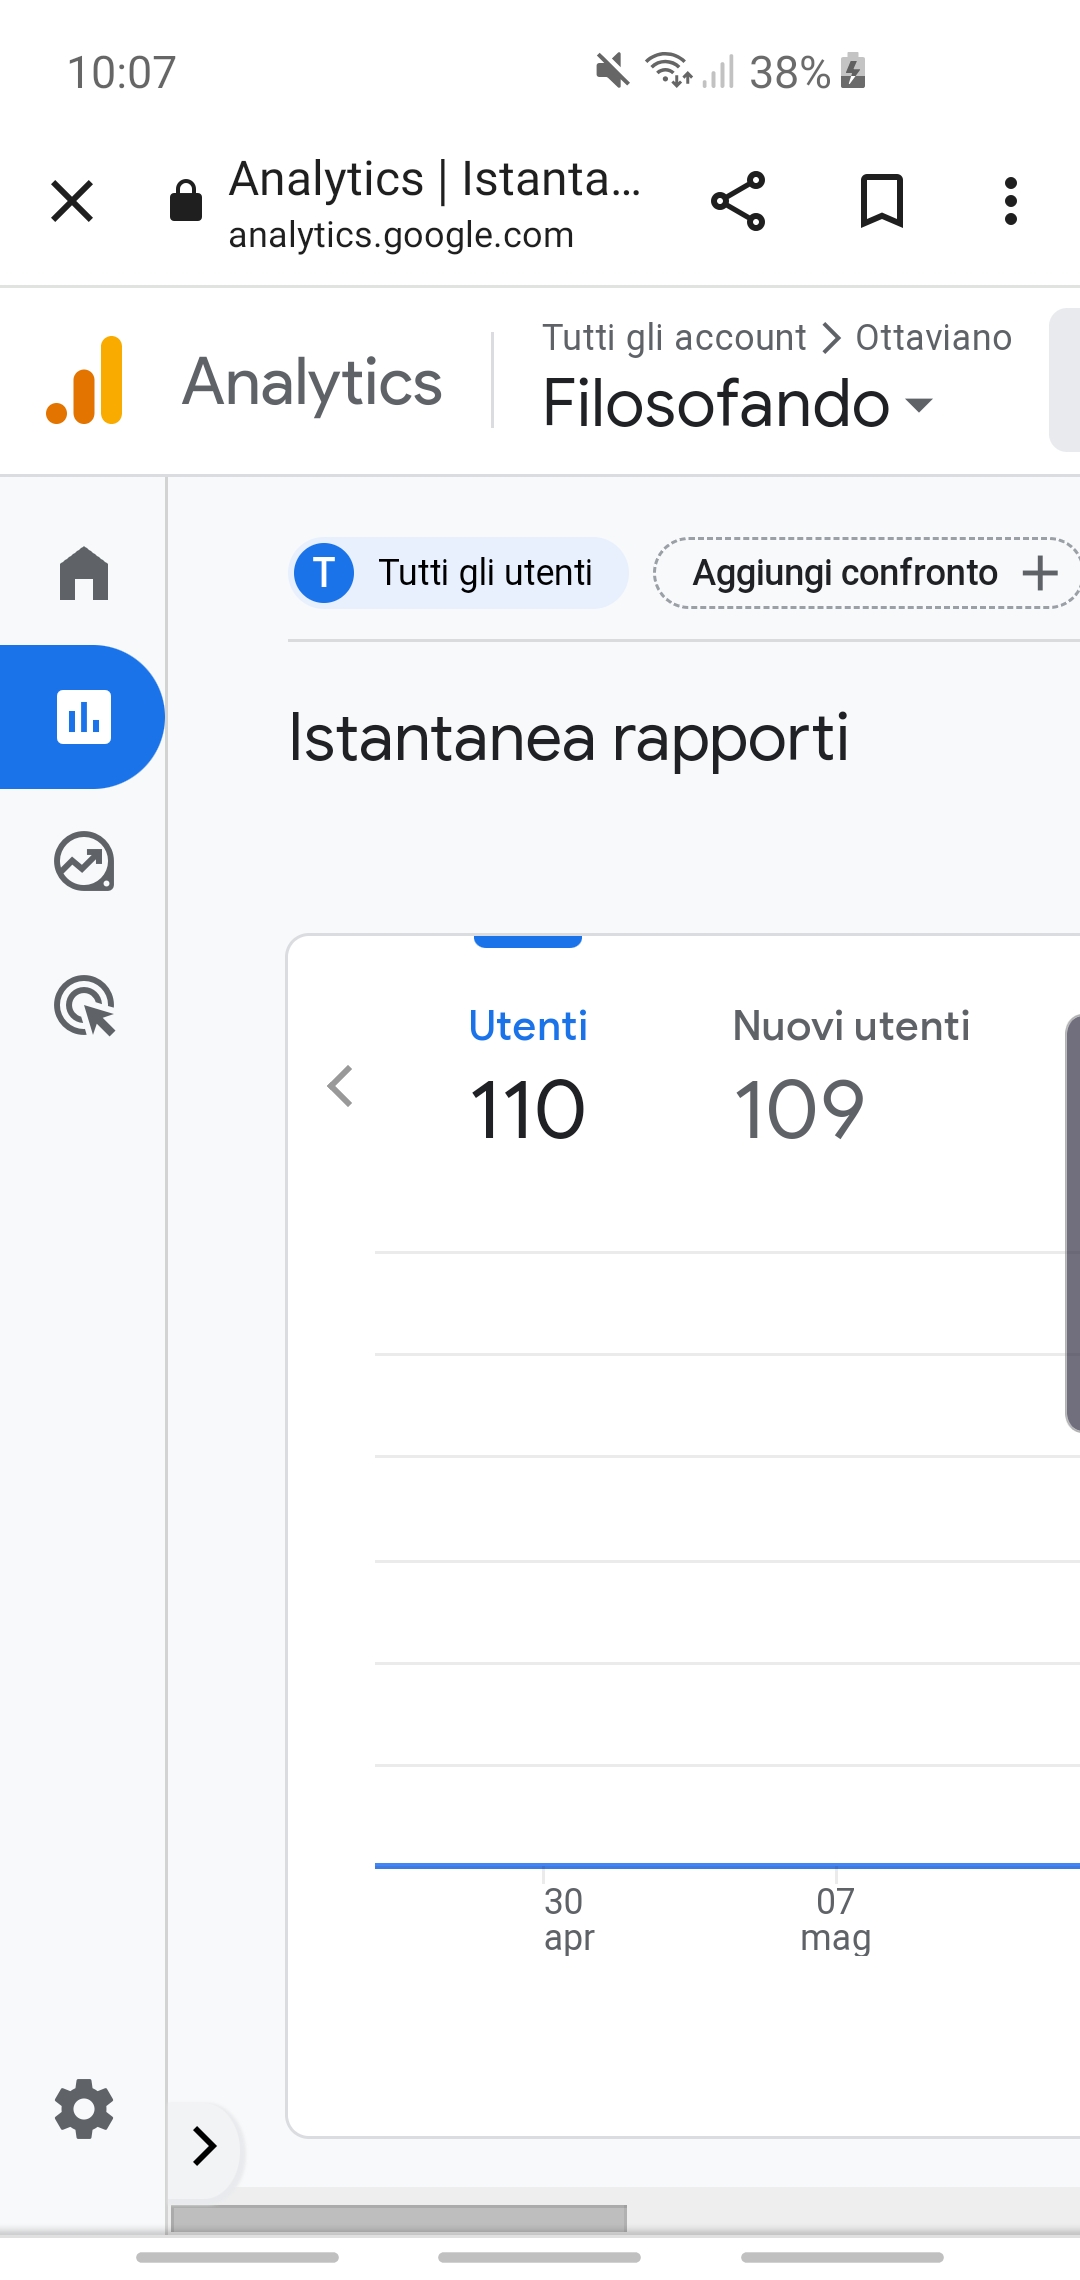 10:07
38%
Analytics | Istanta...
analytics.google.com
Analytics
Tutti gli account > Ottaviano
Filosofando
T Tutti gli utenti
Aggiungi confronto +
Istantanea rapporti
Utenti
Nuovi utenti
110
109
30
apr
07
mag